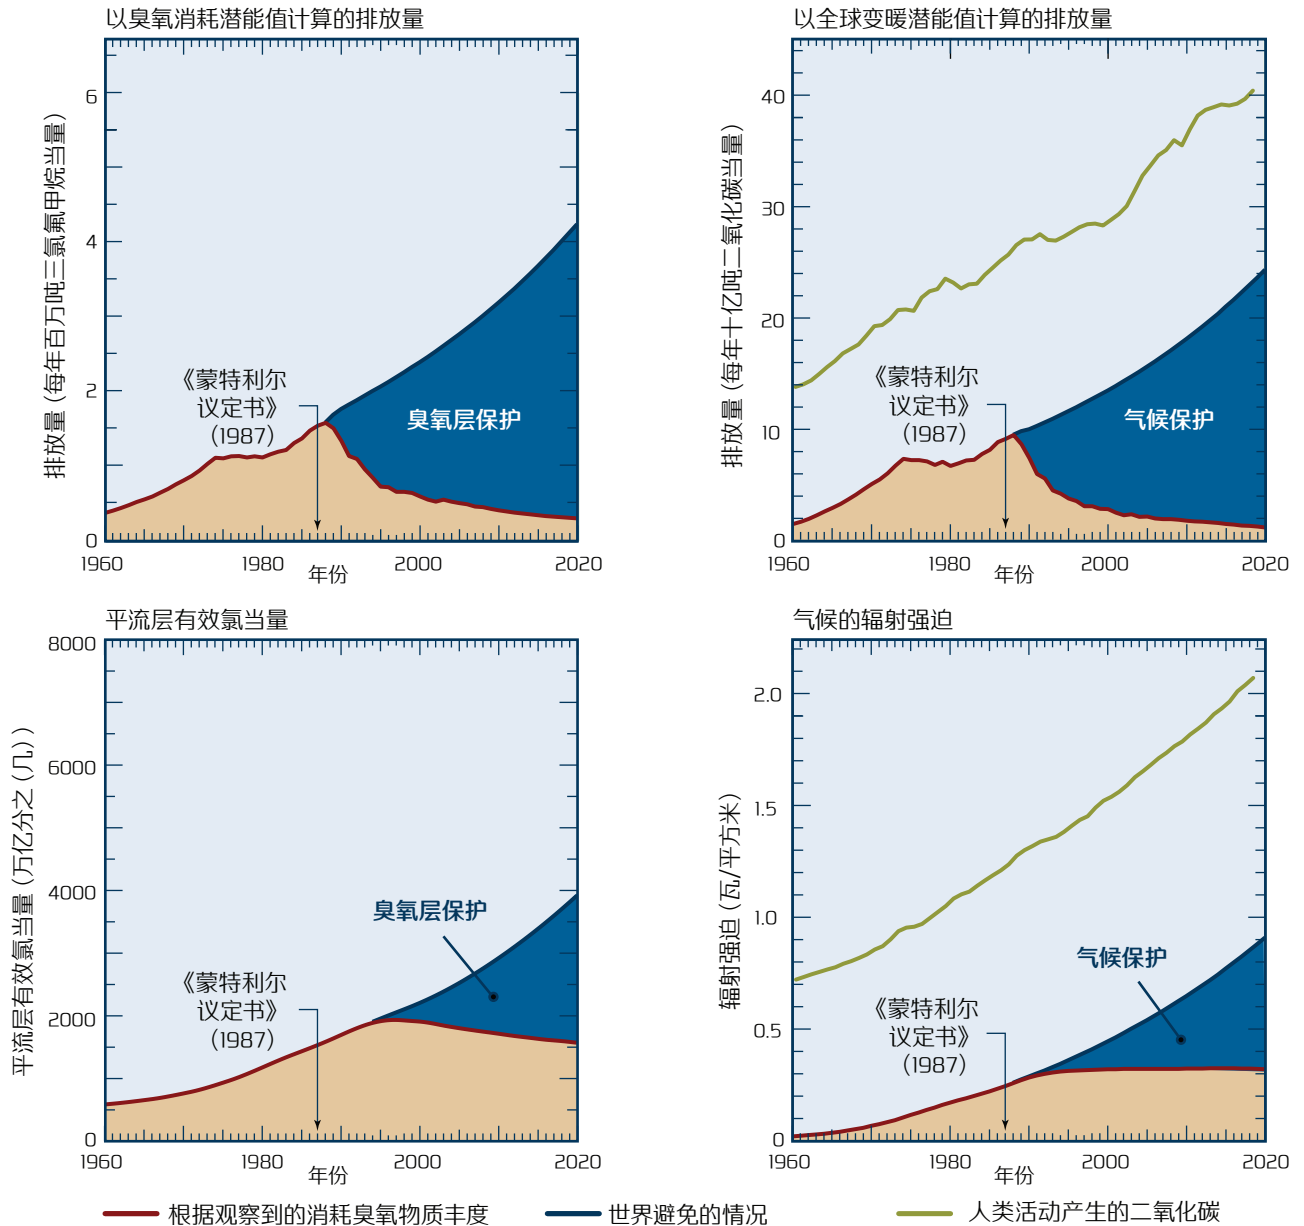 以臭氧消耗潜能值计算的排放量
排放量（每年百万吨三氯氟甲烷当量）
6
4
2
0
《蒙特利尔
议定书》
（1987）
臭氧层保护
1960
1980
2000
2020
年份
以全球变暖潜能值计算的排放量
排放量（每年十亿吨二氧化碳当量）
40
30
20
10
0
《蒙特利尔
议定书》
（1987）
气候保护
1960
1980
2000
2020
年份
平流层有效氯当量
平流层有效氯当量（万亿分之（几））
8000
6000
4000
2000
0
臭氧层保护
《蒙特利尔
议定书》
（1987）
1960
1980
2000
2020
年份
气候的辐射强迫
辐射强迫（瓦/平方米）
2.0
1.5
1.0
0.5
0
气候保护
《蒙特利尔
议定书》
（1987）
1960
1980
2000
2020
年份
根据观察到的消耗臭氧物质丰度
世界避免的情况
人类活动产生的二氧化碳